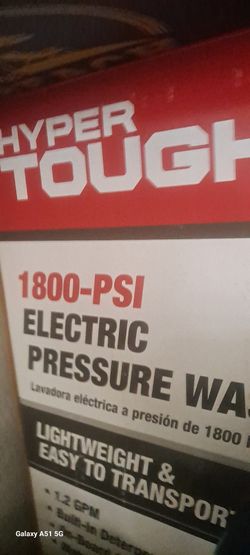 HYPER
TOUGH
1800-PSI
ELECTRIC
PRESSURE WA
Lavadora eléctrica a presión de 1800
LIGHTWEIGHT &
EASY TO TRANSPOR
• 1.2 GPM
• Built-in
Galaxy A51 5G